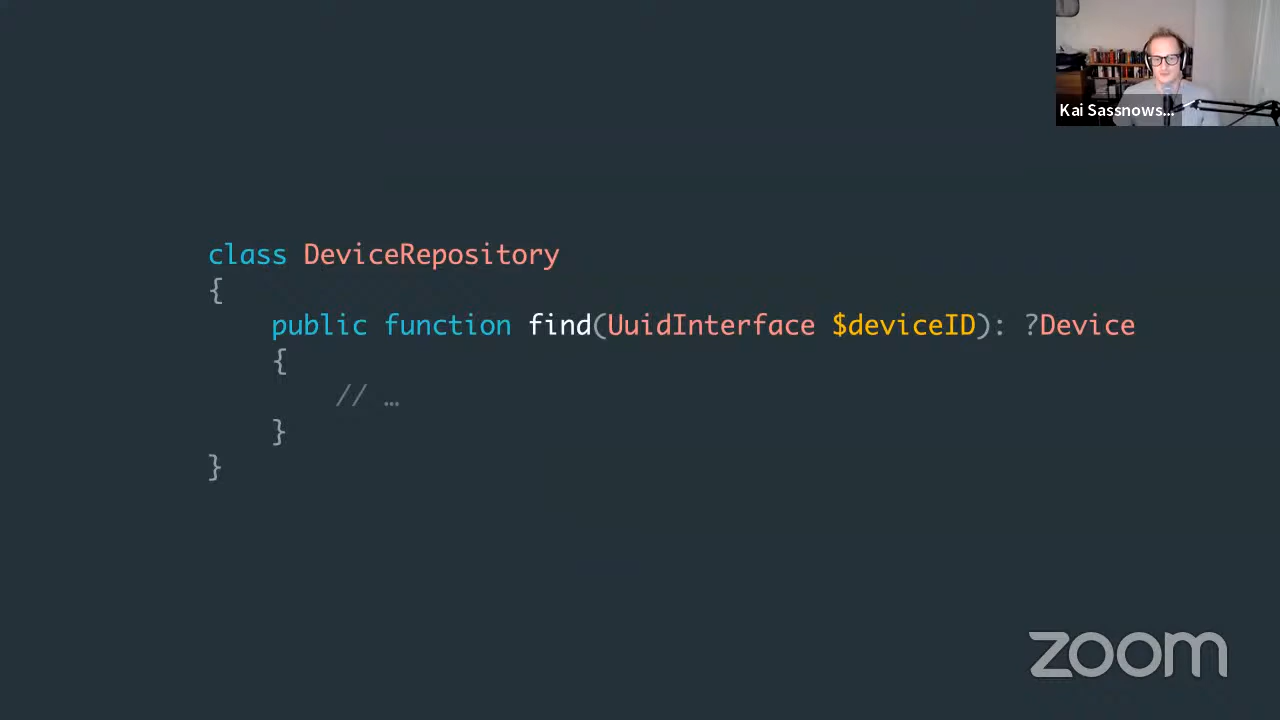 Kai Sassnows...
class DeviceRepository
{
    public function find(UuidInterface $deviceID): ?Device
    {
        // …
    }
}
zoom